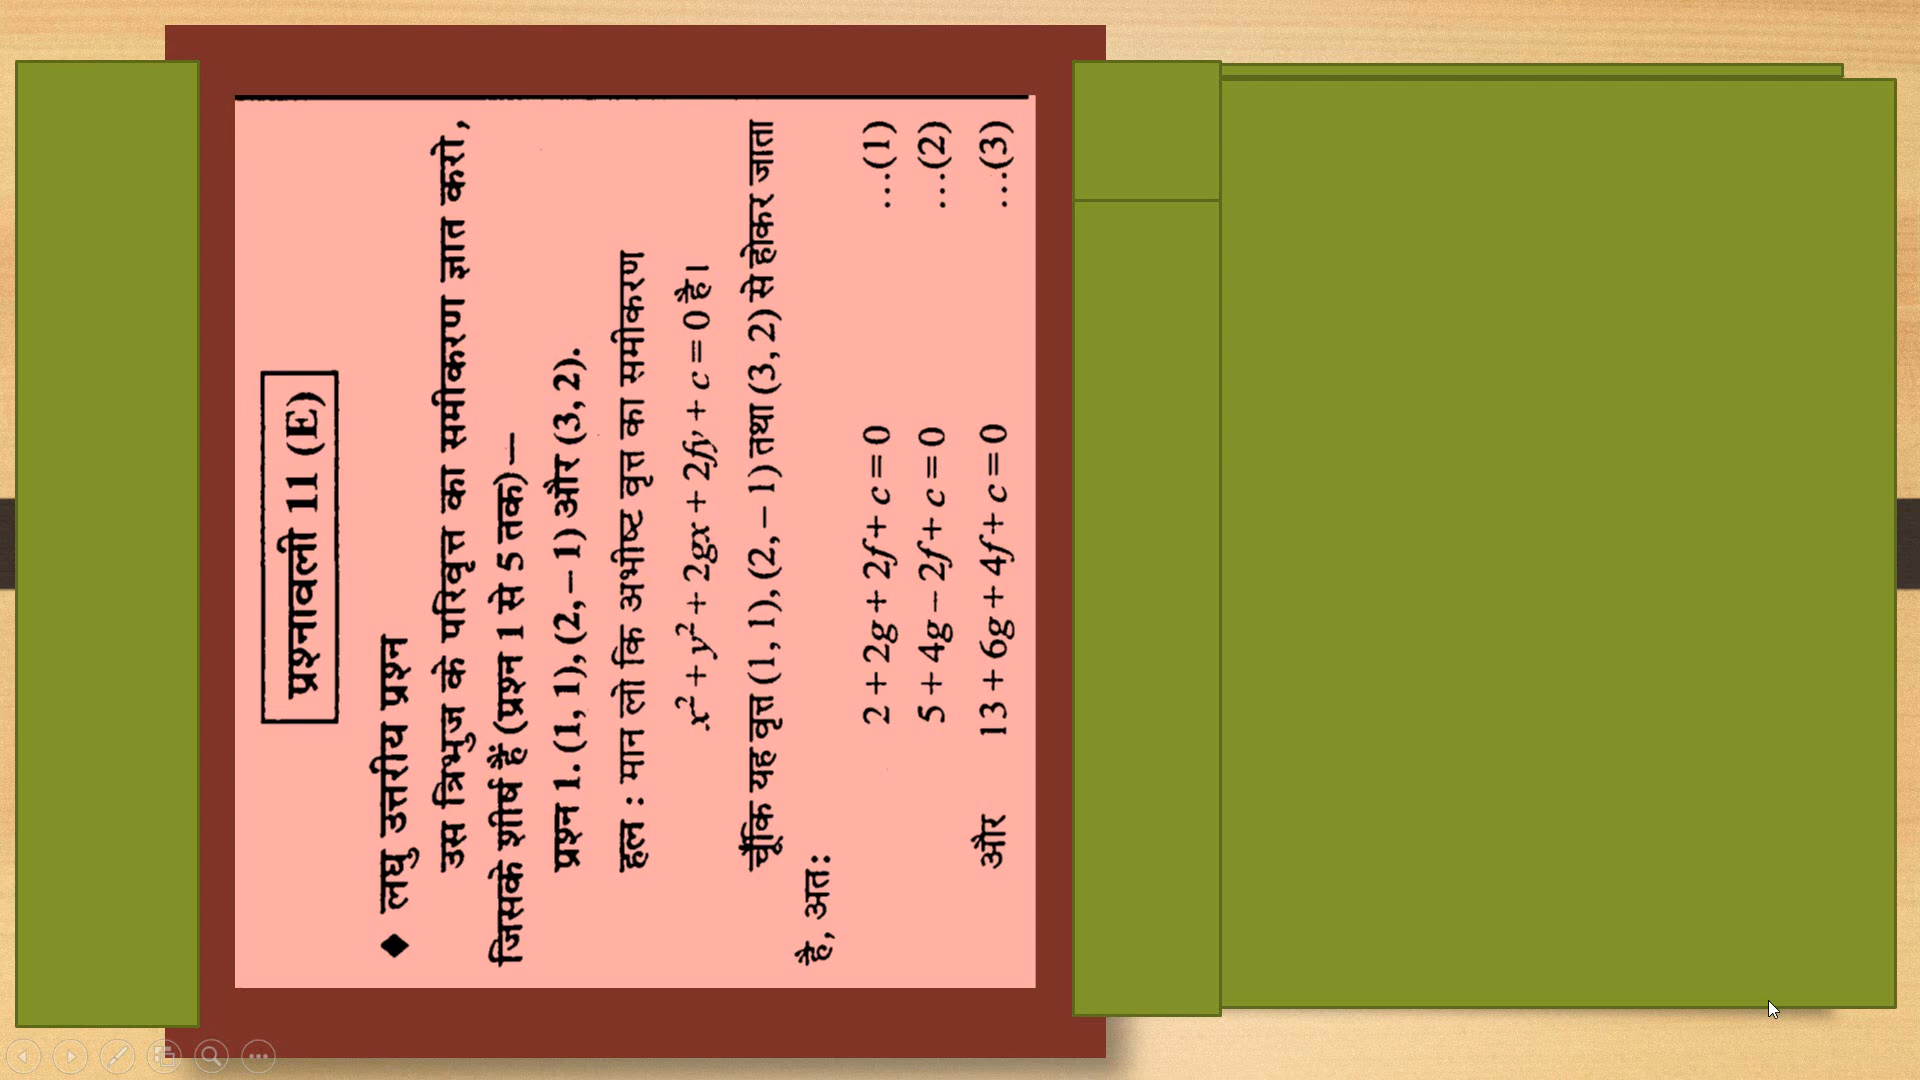 प्रश्नावली 11 (E)
♦ लघु उत्तरीय प्रश्न
उस त्रिभुज के परिवृत्त का समीकरण ज्ञात करो,
जिसके शीर्ष हैं (प्रश्न 1 से 5 तक) —
प्रश्न 1. (1, 1), (2, – 1) और (3, 2).
हल : मान लो कि अभीष्ट वृत्त का समीकरण
x² + y² + 2gx + 2fy + c = 0 है।
चूँकि यह वृत्त (1, 1), (2, – 1) तथा (3, 2) से होकर जाता
है, अत:
2 + 2g + 2f + c = 0 ...(1)
5 + 4g – 2f + c = 0 ...(2)
और 13 + 6g + 4f + c = 0 ...(3)